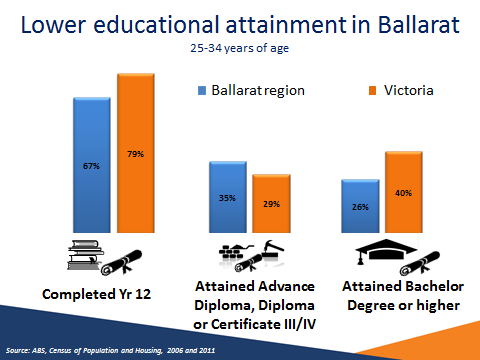 Lower educational attainment in Ballarat
25-34 years of age
Ballarat region
Victoria
67%
79%
35%
29%
26%
40%
Completed Yr 12
Attained Advance
Diploma, Diploma
or Certificate III/IV
Attained Bachelor
Degree or higher
Source: ABS, Census of Population and Housing, 2006 and 2011